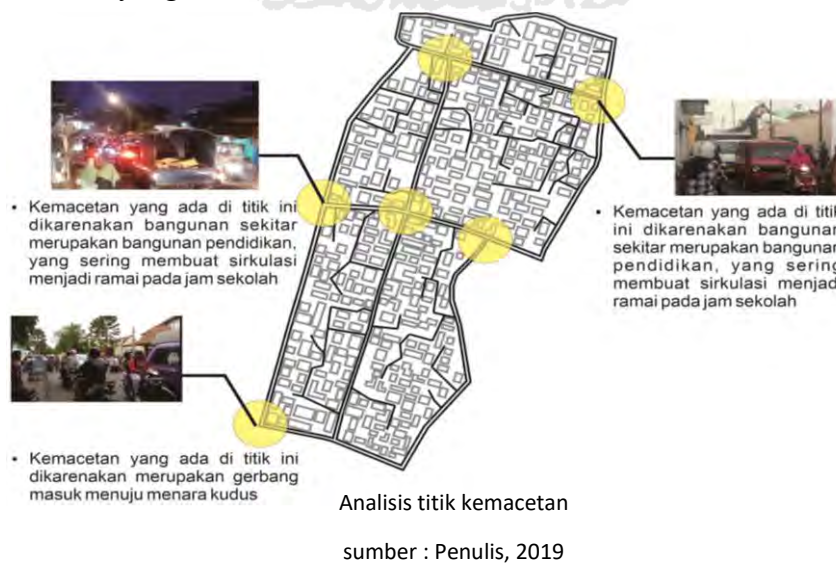 • Kemacetan yang ada di titik ini
dikarenakan bangunan sekitar
merupakan bangunan pendidikan,
yang sering membuat sirkulasi
menjadi ramai pada jam sekolah
• Kemacetan yang ada di titik
ini dikarenakan bangunan
sekitar merupakan bangunan
pendidikan, yang sering
membuat sirkulasi menjadi
ramai pada jam sekolah
• Kemacetan yang ada di titik ini
dikarenakan merupakan gerbang
masuk menuju menara kudus
Analisis titik kemacetan
sumber : Penulis, 2019